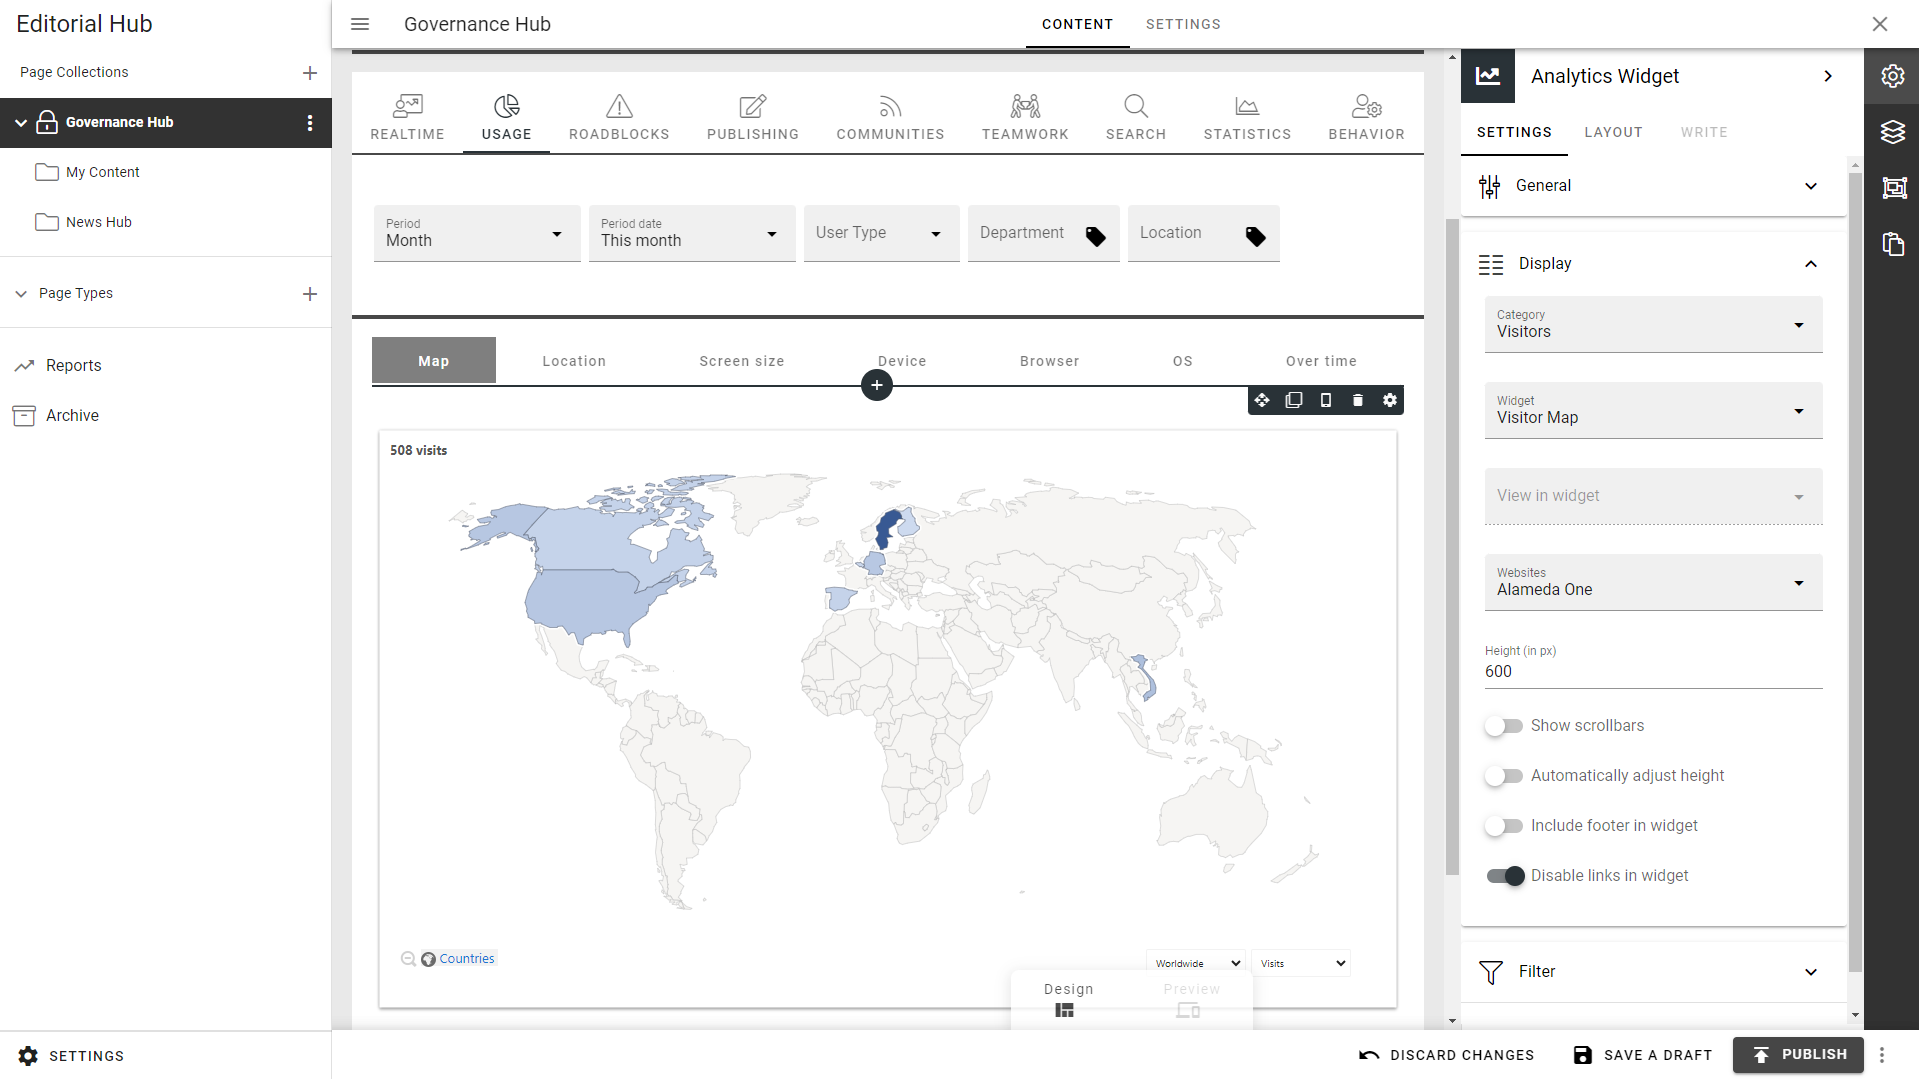 Editorial Hub
Page Collections
Governance Hub
My Content
News Hub
Page Types
Reports
Archive
SETTINGS
Governance Hub
CONTENT
SETTINGS
REALTIME
USAGE
ROADBLOCKS
PUBLISHING
COMMUNITIES
TEAMWORK
SEARCH
STATISTICS
BEHAVIOR
Period
Month
Period date
This month
User Type
Department
Location
Map
Location
Screen size
Device
Browser
OS
Over time
508 visits
Countries
Worldwide
Visits
Design
Preview
Analytics Widget
SETTINGS
LAYOUT
WRITE
General
Display
Category
Visitors
Widget
Visitor Map
View in widget
Websites
Alameda One
Height (in px)
600
Show scrollbars
Automatically adjust height
Include footer in widget
Disable links in widget
Filter
DISCARD CHANGES
SAVE A DRAFT
PUBLISH